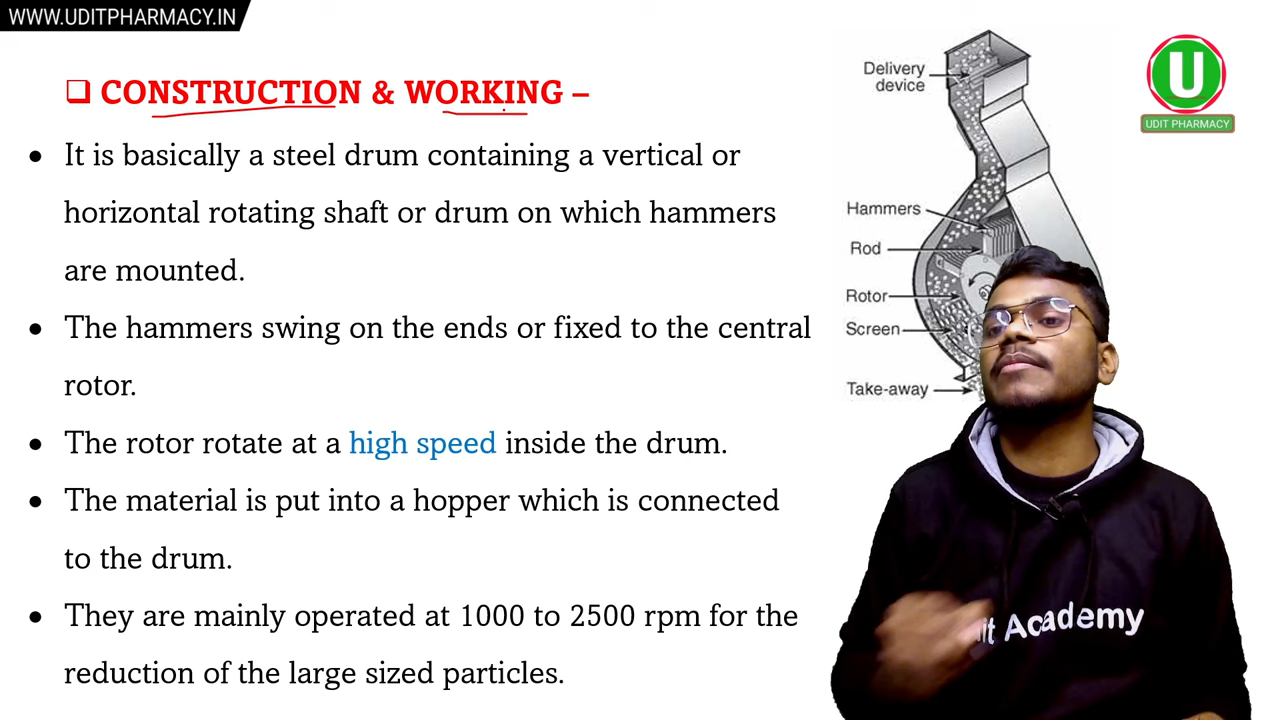 WWW.UDITPHARMACY.IN
CONSTRUCTION & WORKING –
• It is basically a steel drum containing a vertical or
horizontal rotating shaft or drum on which hammers
are mounted.
• The hammers swing on the ends or fixed to the central
rotor.
• The rotor rotate at a high speed inside the drum.
• The material is put into a hopper which is connected
to the drum.
• They are mainly operated at 1000 to 2500 rpm for the
reduction of the large sized particles.
Delivery
device
Hammers
Rod
Rotor
Screen
Take-away
U
UDIT PHARMACY
it Academy